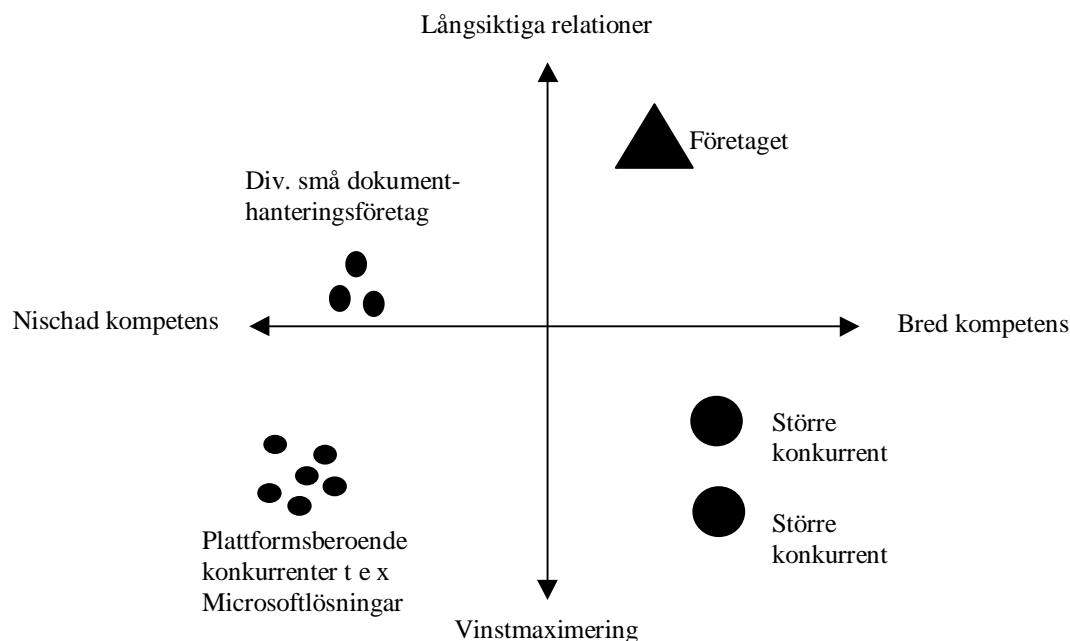 Långsiktiga relationer
Företaget
Div. små dokument-
hanteringsföretag
Nischad kompetens
Bred kompetens
Större
konkurrent
Större
konkurrent
Plattformsberoende
konkurrenter t e x
Microsoftlösningar
Vinstmaximering